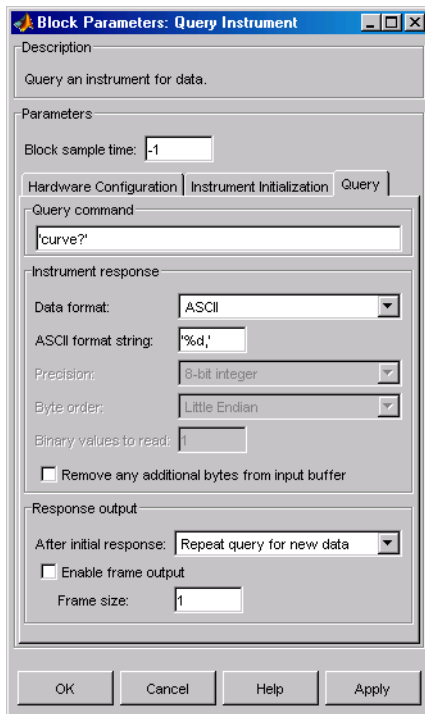 Block Parameters: Query Instrument
Description
Query an instrument for data.
Parameters
Block sample time: -1
Hardware Configuration Instrument Initialization Query
Query command
'curve?'
Instrument response
Data format: ASCII
ASCII format string: '%d,'
Precision: 8-bit integer
Byte order: Little Endian
Binary values to read: 1
Remove any additional bytes from input buffer
Response output
After initial response: Repeat query for new data
Enable frame output
Frame size: 1
OK Cancel Help Apply